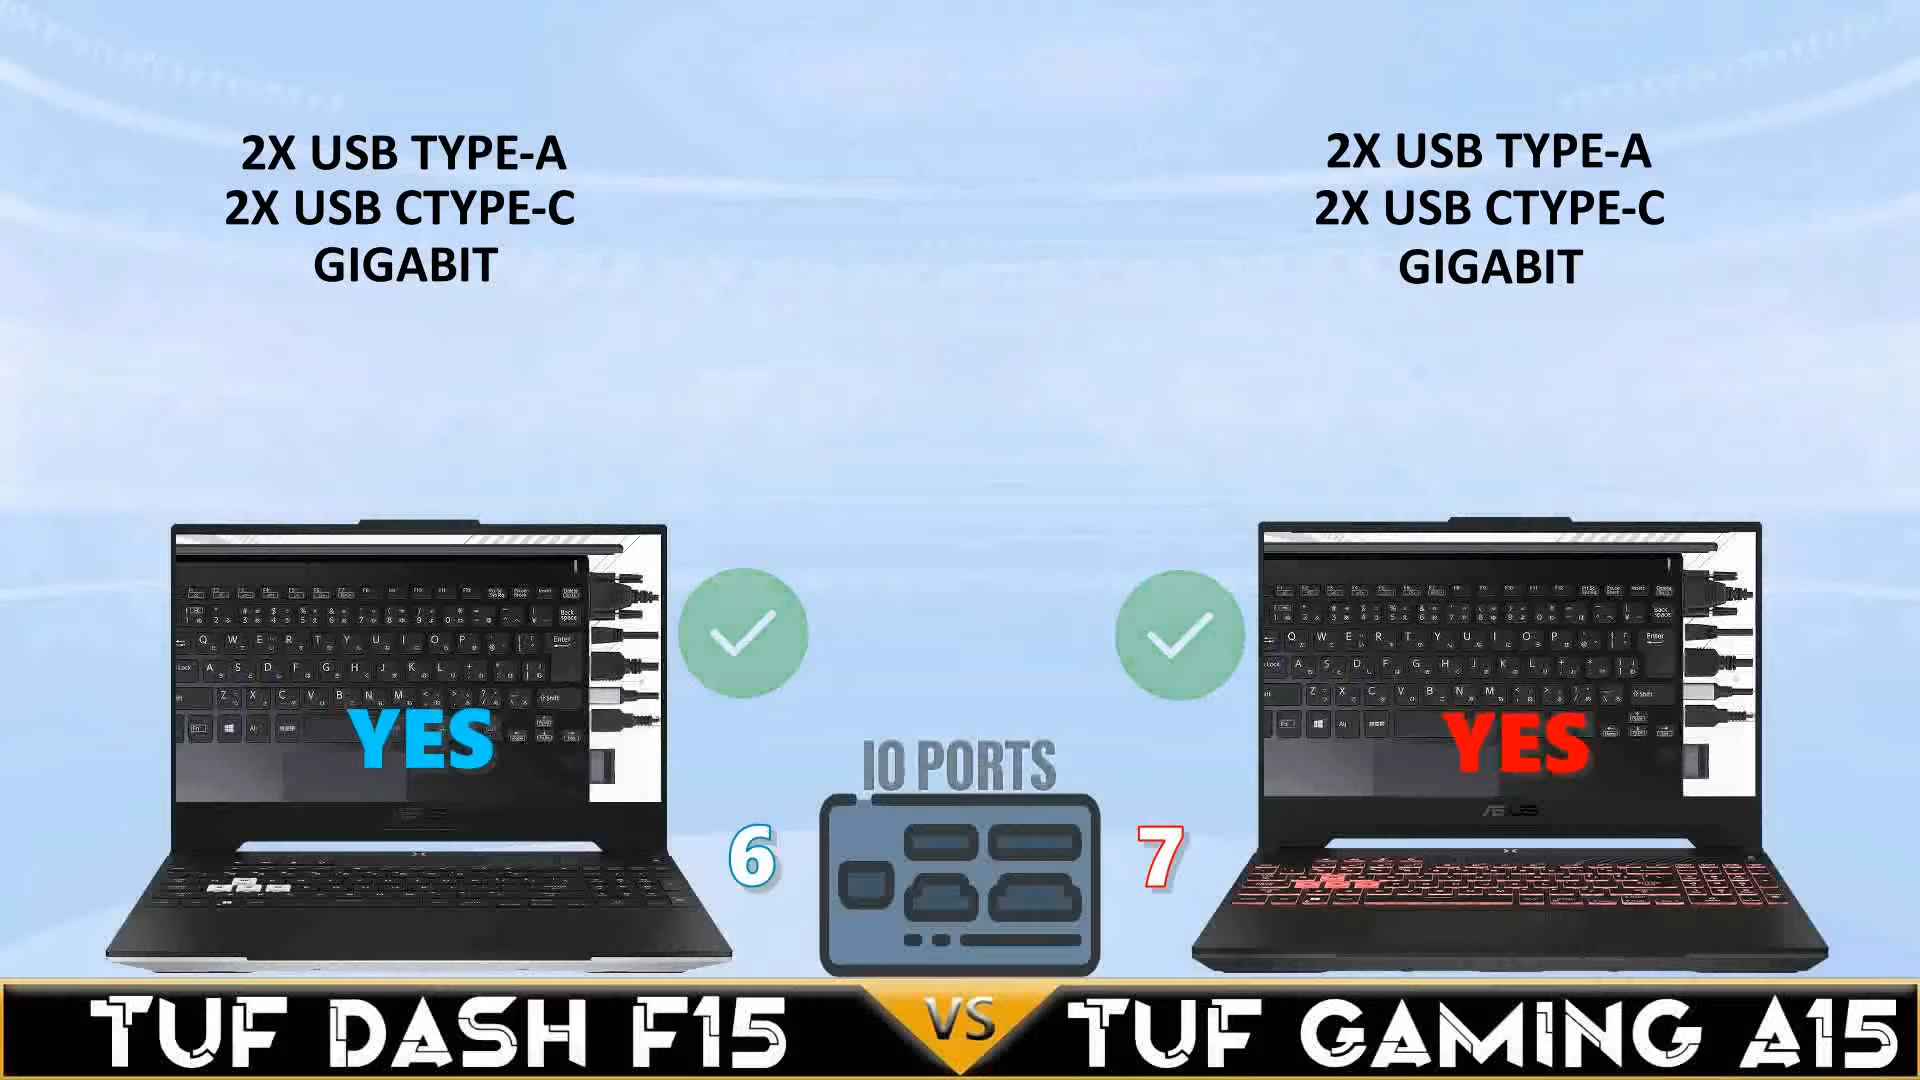 2X USB TYPE-A
2X USB CTYPE-C
GIGABIT
2X USB TYPE-A
2X USB CTYPE-C
GIGABIT
YES
YES
IO PORTS
6
7
ASUS
TUF DASH F15
VS
TUF GAMING A15